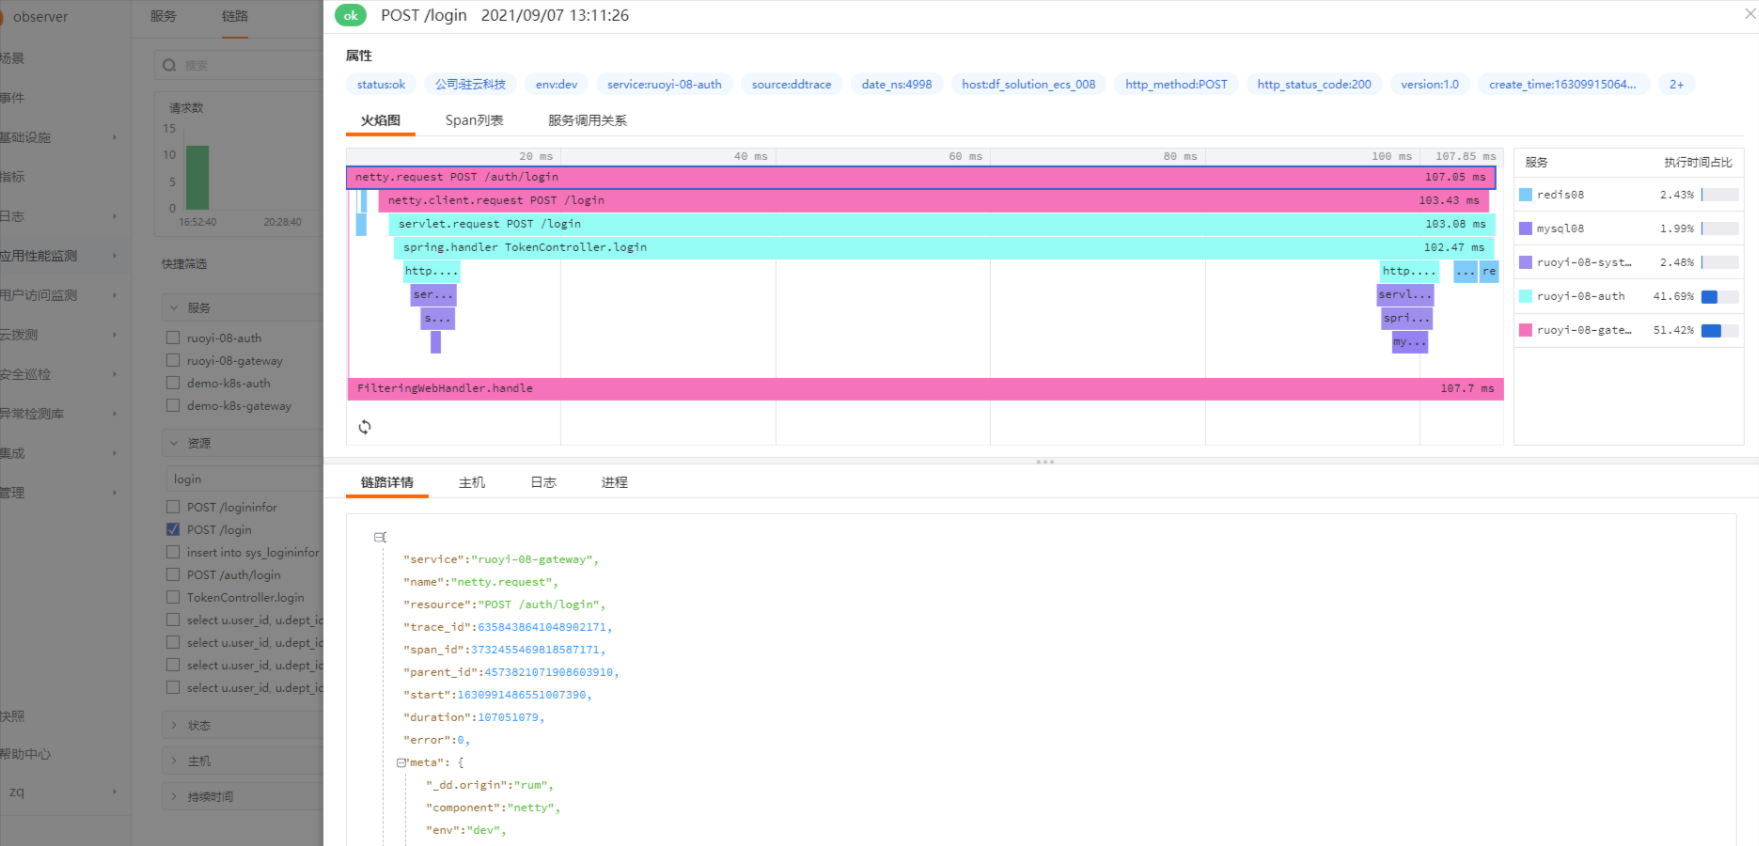 observer
场景
事件
基础设施
指标
日志
应用性能监测
用户访问监测
云拨测
安全巡检
异常检测库
集成
管理
快照
帮助中心
zq
服务 链路
搜索
请求数
15
10
5
0
16:52:40 20:28:40
快捷筛选
服务
ruoyi-08-auth
ruoyi-08-gateway
demo-k8s-auth
demo-k8s-gateway
资源
login
POST /logininfor
POST /login
insert into sys_logininfor
POST /auth/login
TokenController.login
select u.user_id, u.dept_id
select u.user_id, u.dept_id
select u.user_id, u.dept_id
select u.user_id, u.dept_id
状态
主机
持续时间
ok POST /login 2021/09/07 13:11:26
属性
status:ok 公司:驻云科技 env:dev service:ruoyi-08-auth source:ddtrace date_ns:4998 host:df_solution_ecs_008 http_method:POST http_status_code:200 version:1.0 create_time:16309915064... 2+
火焰图 Span列表 服务调用关系
20 ms 40 ms 60 ms 80 ms 100 ms 107.85 ms
netty.request POST /auth/login 107.05 ms
netty.client.request POST /login 103.43 ms
servlet.request POST /login 103.08 ms
spring.handler TokenController.login 102.47 ms
http.... http.... ... re
ser... servl...
s... spri...
my...
FilteringWebHandler.handle 107.7 ms
服务 执行时间占比
redis08 2.43%
mysql08 1.99%
ruoyi-08-syst... 2.48%
ruoyi-08-auth 41.69%
ruoyi-08-gate... 51.42%
链路详情 主机 日志 进程
{
"service":"ruoyi-08-gateway",
"name":"netty.request",
"resource":"POST /auth/login",
"trace_id":6358438641048902171,
"span_id":3732455469818587171,
"parent_id":4573821071908603910,
"start":1630991486551007390,
"duration":107051079,
"error":0,
"meta": {
"_dd.origin":"rum",
"component":"netty",
"env":"dev",